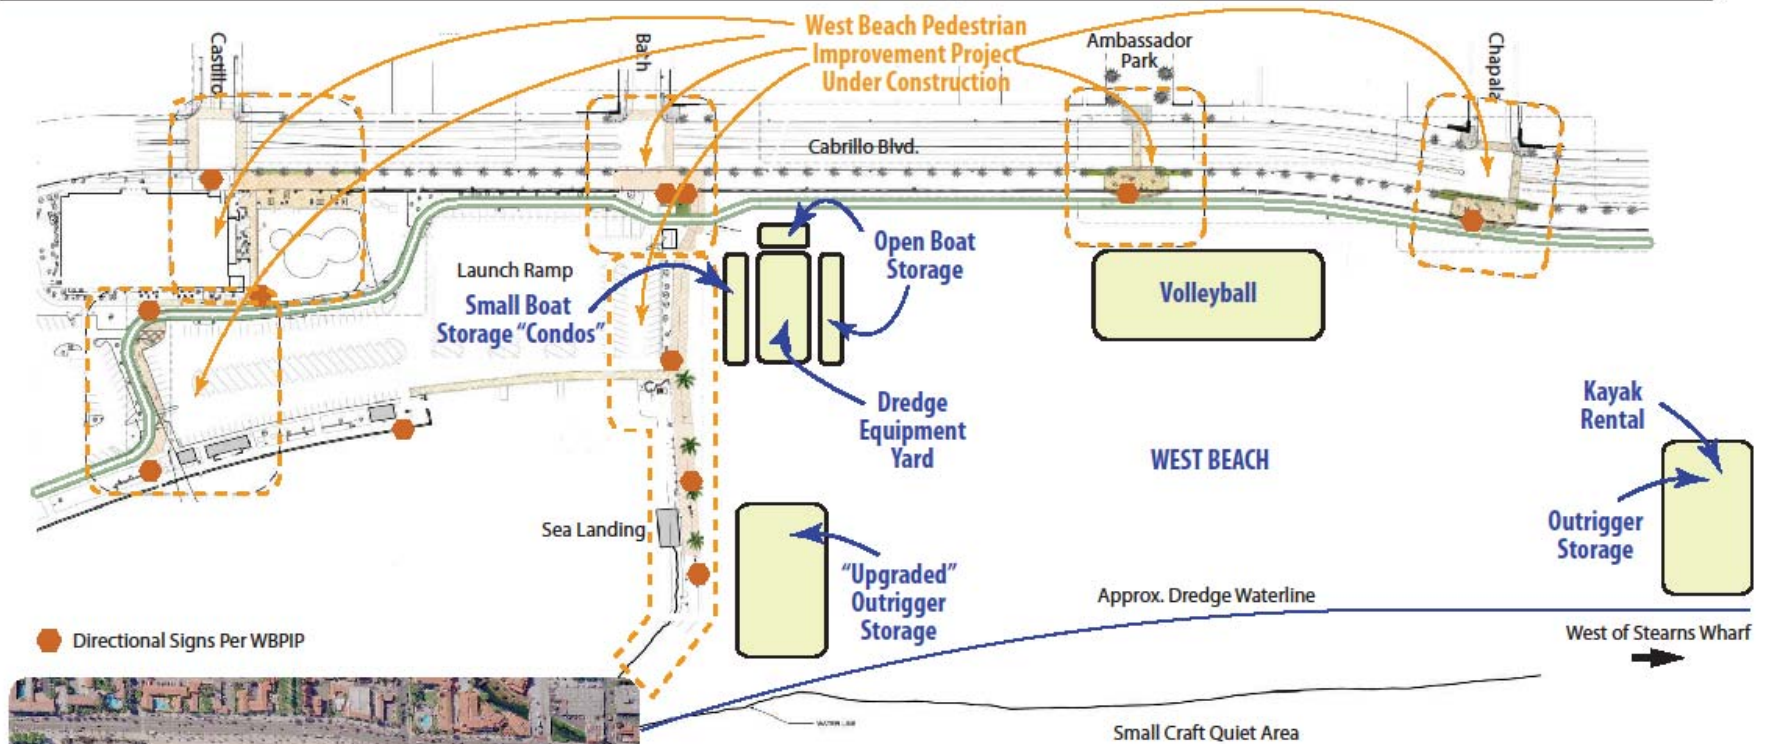 West Beach Pedestrian
Improvement Project
Under Construction
Castillo
Bath
Ambassador
Park
Chapala
Cabrillo Blvd.
Launch Ramp
Small Boat
Storage "Condos"
Open Boat
Storage
Volleyball
Dredge
Equipment
Yard
WEST BEACH
Kayak
Rental
Outrigger
Storage
Sea Landing
"Upgraded"
Outrigger
Storage
Approx. Dredge Waterline
West of Stearns Wharf
Directional Signs Per WBPIP
WATER LINE
Small Craft Quiet Area